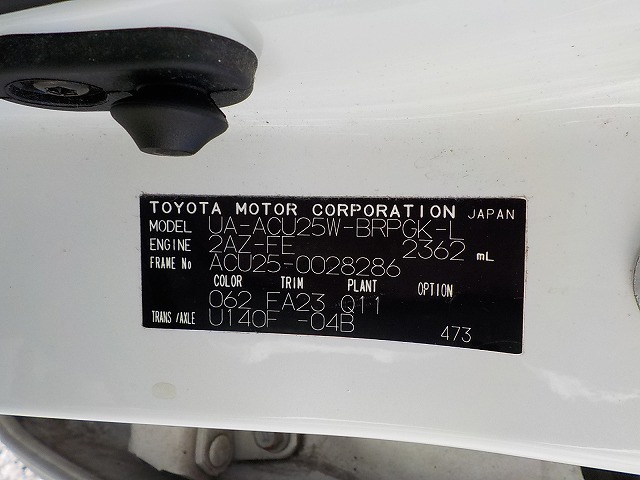 TOYOTA MOTOR CORPORATION JAPAN
MODEL UA-ACU25W-BRPGK-L
ENGINE 2AZ-FE 2362 mL
FRAME No ACU25-0028286
COLOR TRIM PLANT OPTION
062 FA23 Q11
TRANS/AXLE U140F -04B 473